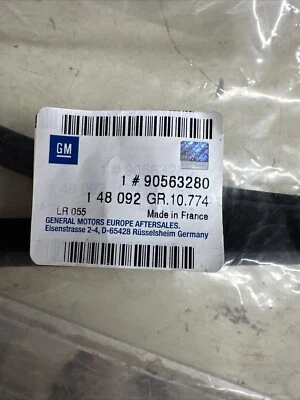 GM
1 # 90563280
1 48 092 GR.10.774
LR 055 Made in France
GENERAL MOTORS EUROPE AFTERSALES.
Eisenstrasse 2-4, D-65428 Rüsselsheim Germany